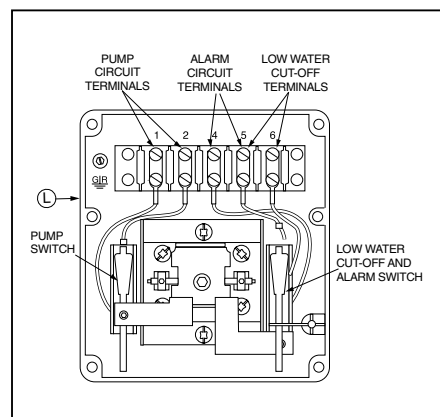 PUMP
CIRCUIT
TERMINALS
ALARM
CIRCUIT
TERMINALS
LOW WATER
CUT-OFF
TERMINALS
1 2 4 5 6
GIR
L
PUMP
SWITCH
LOW WATER
CUT-OFF AND
ALARM SWITCH